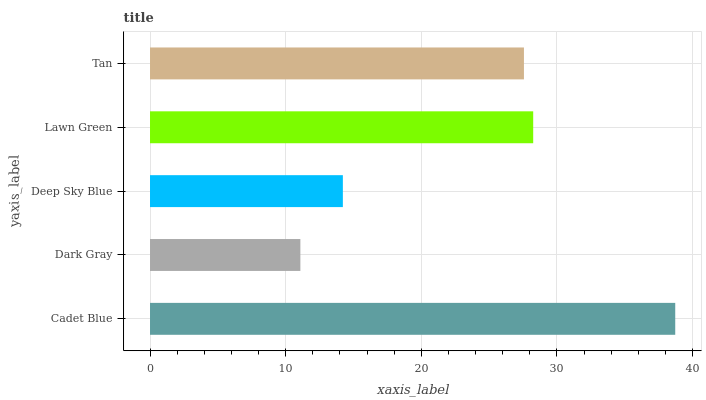 title
yaxis_label
Tan
Lawn Green
Deep Sky Blue
Dark Gray
Cadet Blue
0 10 20 30 40
xaxis_label